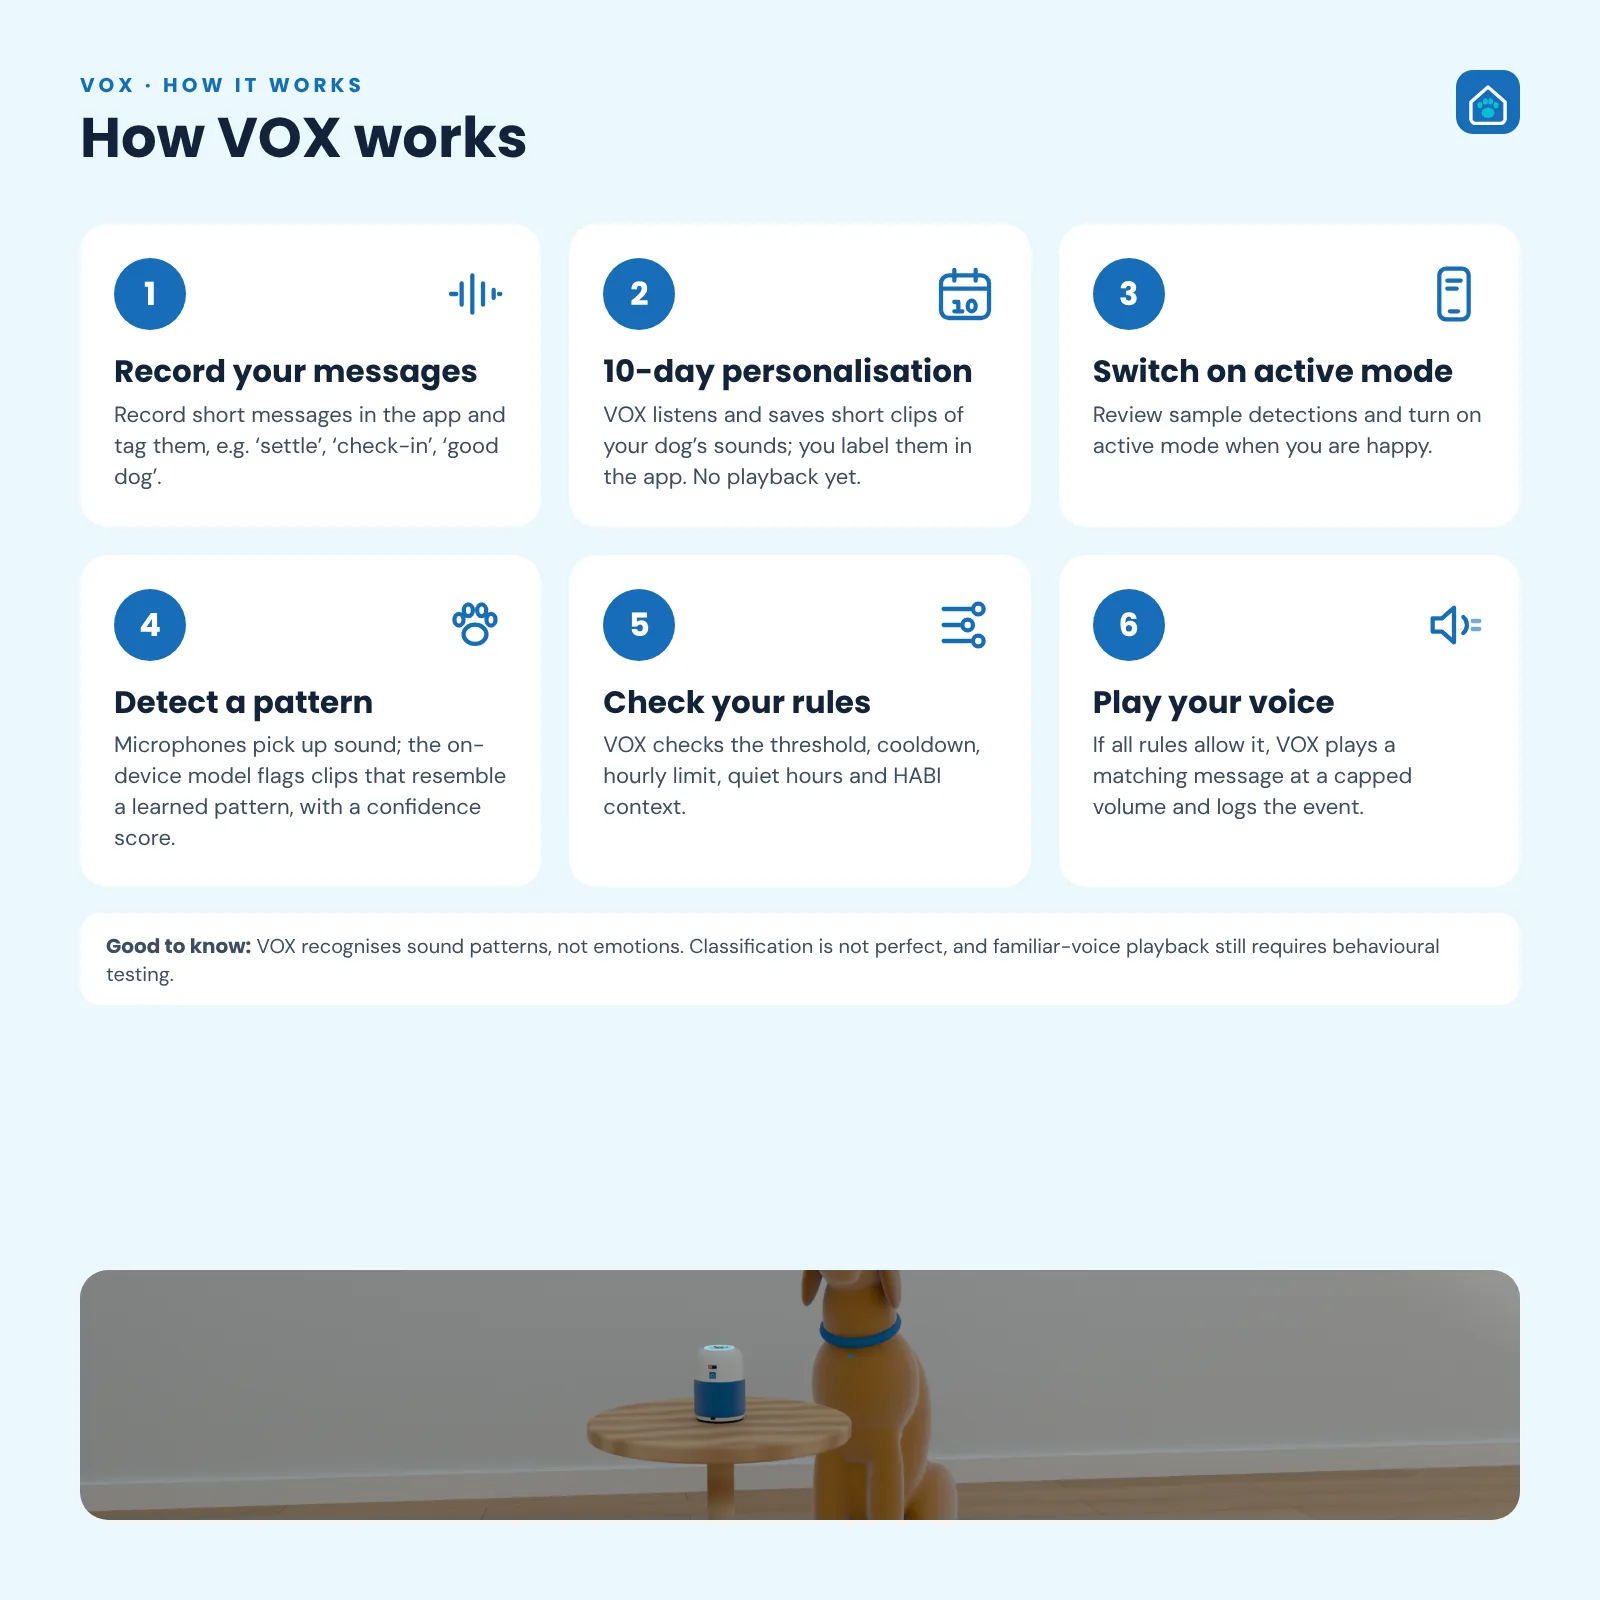 VOX · HOW IT WORKS
How VOX works
1
10
2
3
Record your messages
Record short messages in the app and
tag them, e.g. ‘settle’, ‘check-in’, ‘good
dog’.
10-day personalisation
VOX listens and saves short clips of
your dog’s sounds; you label them in
the app. No playback yet.
Switch on active mode
Review sample detections and turn on
active mode when you are happy.
4
Detect a pattern
Microphones pick up sound; the on-
device model flags clips that resemble
a learned pattern, with a confidence
score.
5
Check your rules
VOX checks the threshold, cooldown,
hourly limit, quiet hours and HABI
context.
6
Play your voice
If all rules allow it, VOX plays a
matching message at a capped
volume and logs the event.
Good to know: VOX recognises sound patterns, not emotions. Classification is not perfect, and familiar-voice playback still requires behavioural
testing.